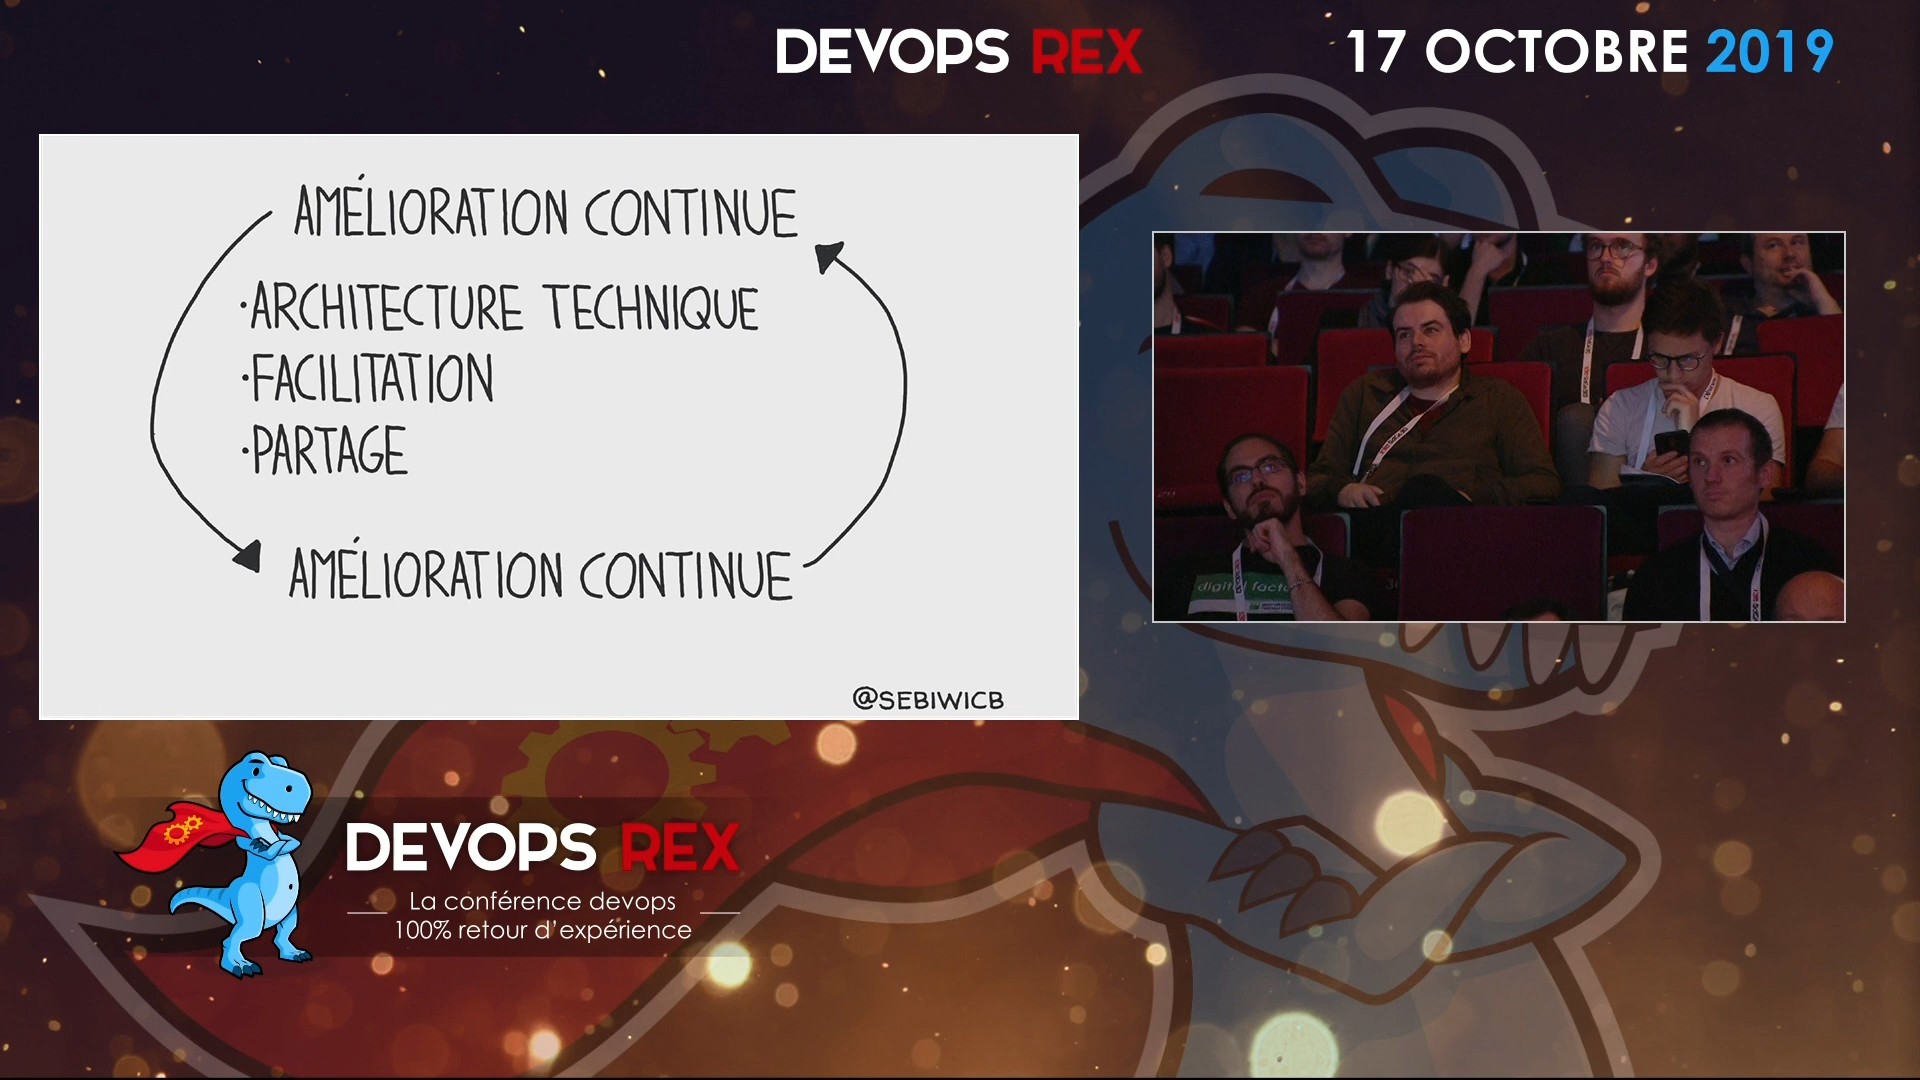 DEVOPS REX
17 OCTOBRE 2019
AMÉLIORATION CONTINUE
·ARCHITECTURE TECHNIQUE
·FACILITATION
·PARTAGE
AMÉLIORATION CONTINUE
@SEBIWICB
digital
DEVOPS REX
La conférence devops
100% retour d'expérience